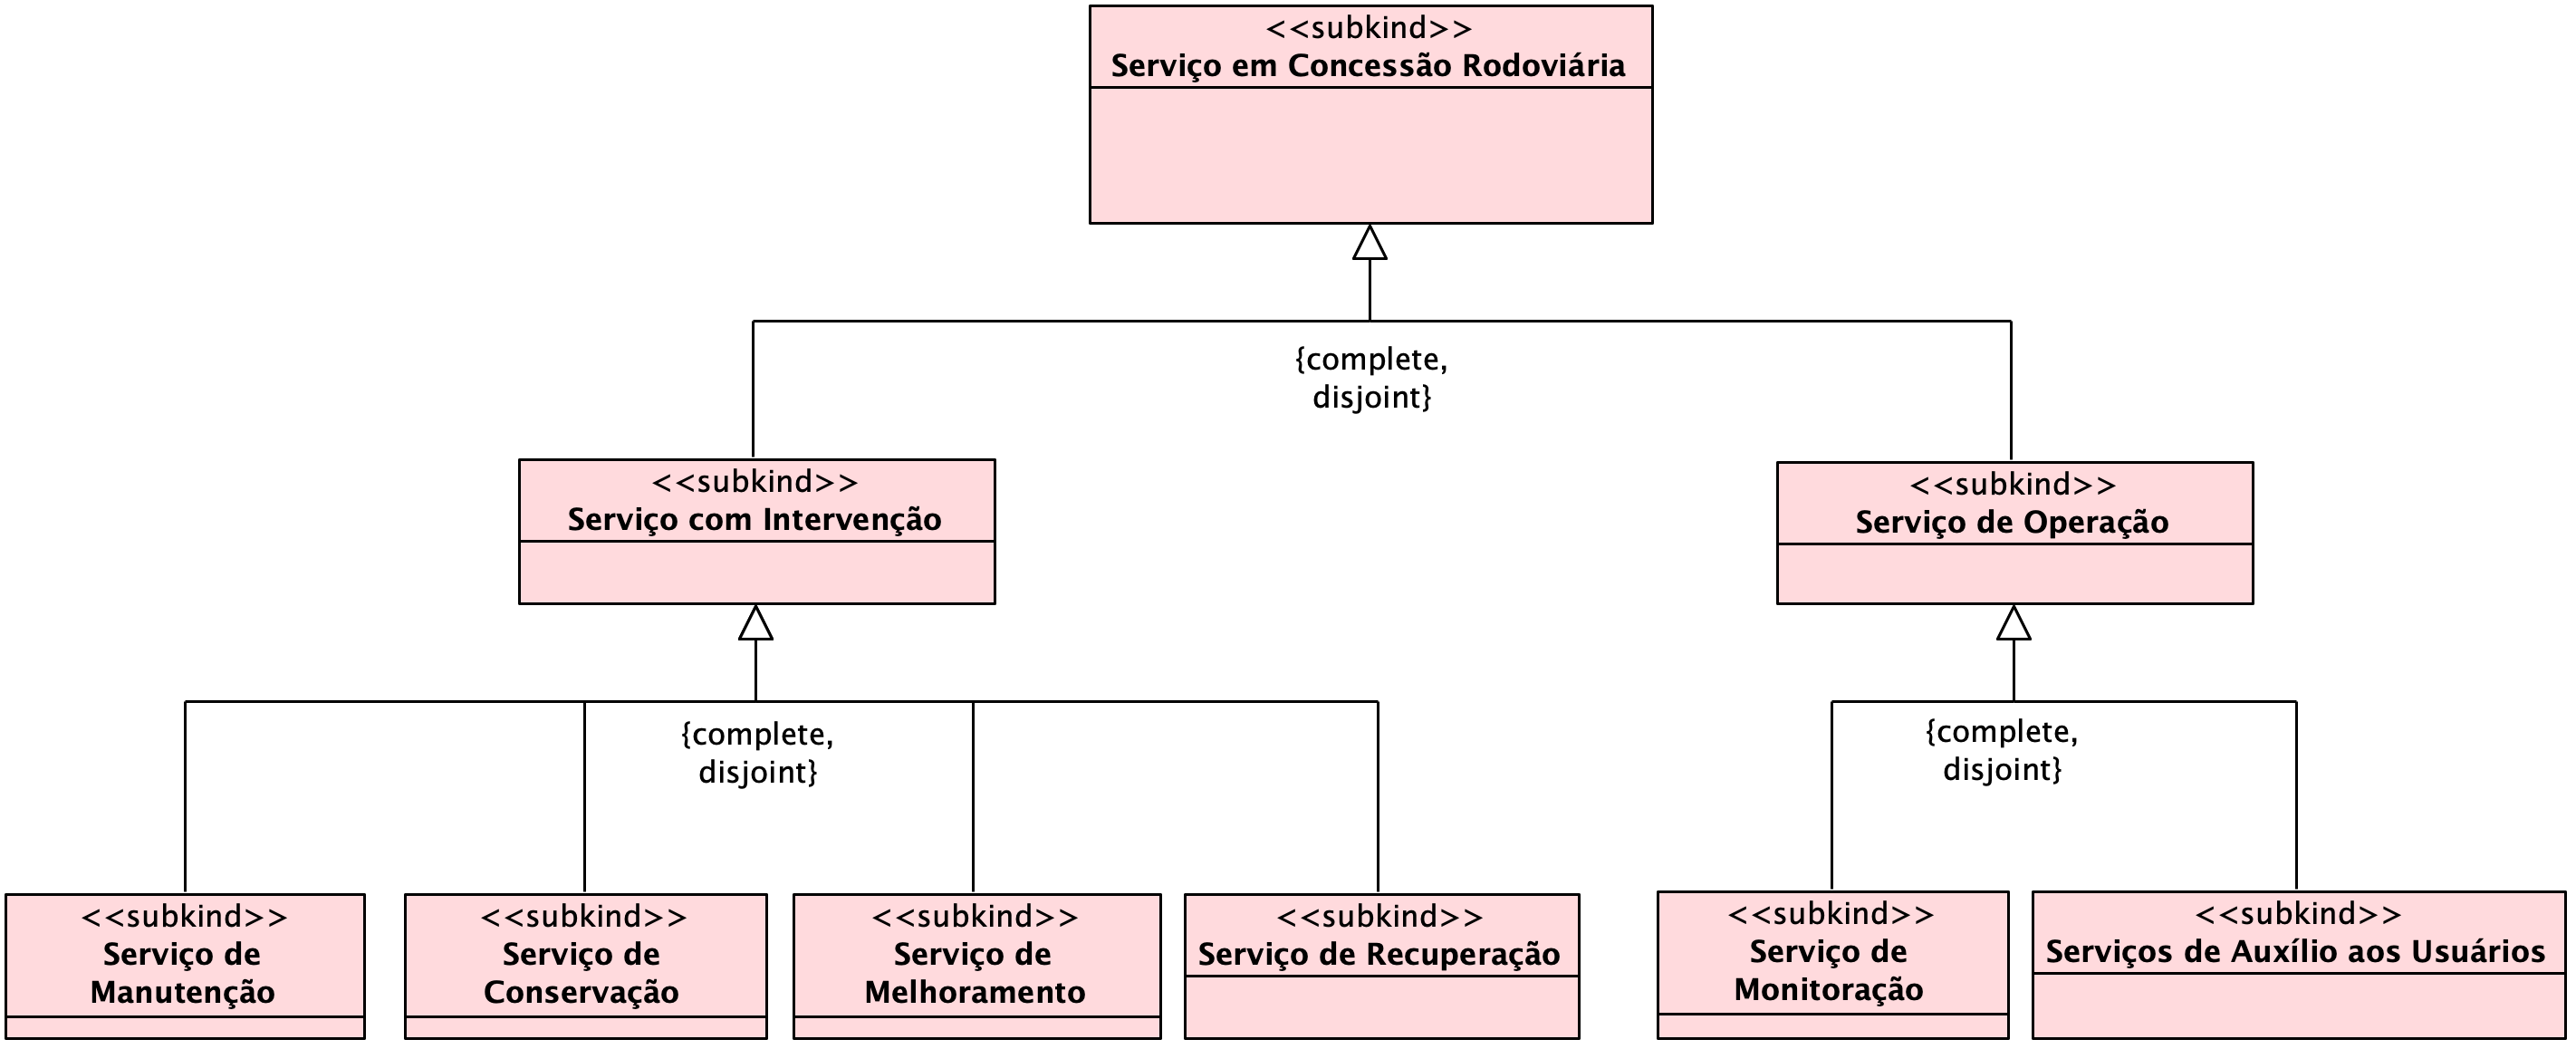 <<subkind>>
Serviço em Concessão Rodoviária
{complete,
disjoint}
<<subkind>>
Serviço com Intervenção
<<subkind>>
Serviço de Operação
{complete,
disjoint}
{complete,
disjoint}
<<subkind>>
Serviço de
Manutenção
<<subkind>>
Serviço de
Conservação
<<subkind>>
Serviço de
Melhoramento
<<subkind>>
Serviço de Recuperação
<<subkind>>
Serviço de
Monitoração
<<subkind>>
Serviços de Auxílio aos Usuários